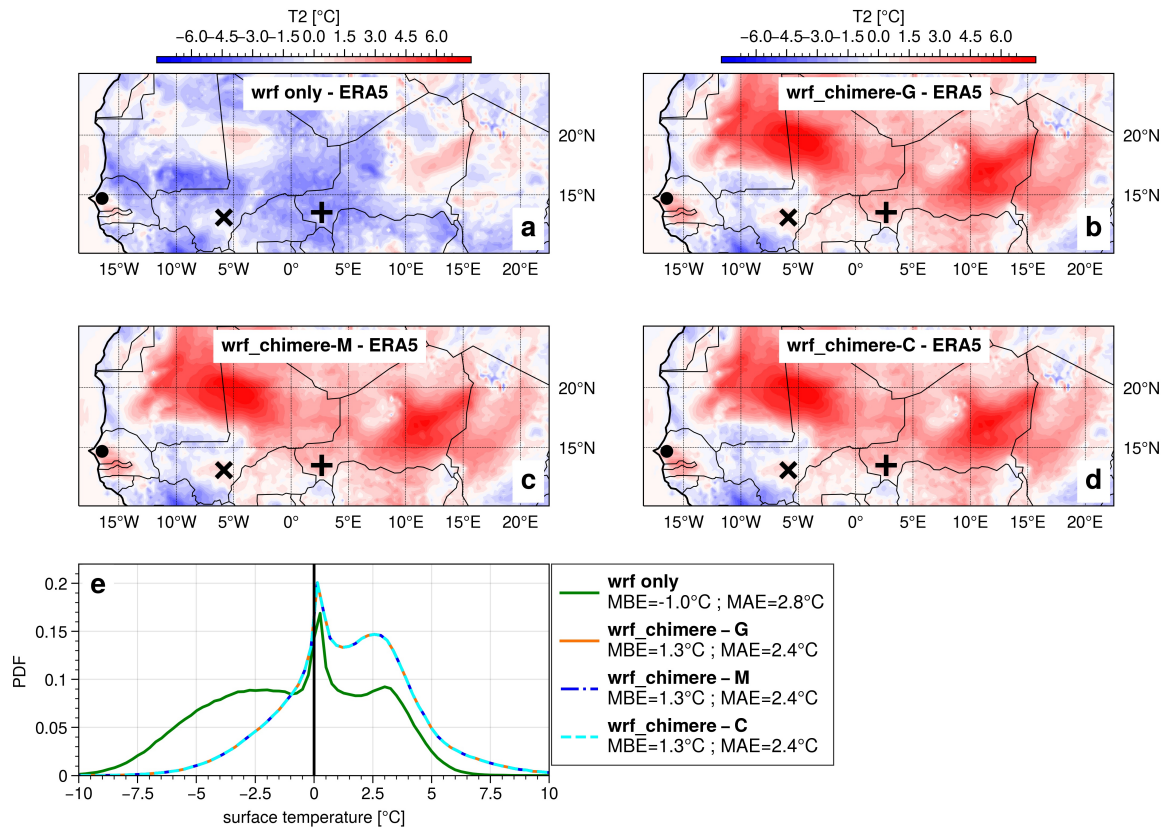 T2 [°C]
−6.0 −4.5 −3.0 −1.5 0.0 1.5 3.0 4.5 6.0
T2 [°C]
−6.0 −4.5 −3.0 −1.5 0.0 1.5 3.0 4.5 6.0
wrf only - ERA5
a
15°W 10°W 5°W 0° 5°E 10°E 15°E 20°E
20°N
15°N
wrf_chimere-G - ERA5
b
15°W 10°W 5°W 0° 5°E 10°E 15°E 20°E
20°N
15°N
wrf_chimere-M - ERA5
c
15°W 10°W 5°W 0° 5°E 10°E 15°E 20°E
20°N
15°N
wrf_chimere-C - ERA5
d
15°W 10°W 5°W 0° 5°E 10°E 15°E 20°E
20°N
15°N
e
PDF
0.2
0.15
0.1
0.05
0
−10 −7.5 −5 −2.5 0 2.5 5 7.5 10
surface temperature [°C]
wrf only
MBE=-1.0°C ; MAE=2.8°C
wrf_chimere − G
MBE=1.3°C ; MAE=2.4°C
wrf_chimere − M
MBE=1.3°C ; MAE=2.4°C
wrf_chimere − C
MBE=1.3°C ; MAE=2.4°C